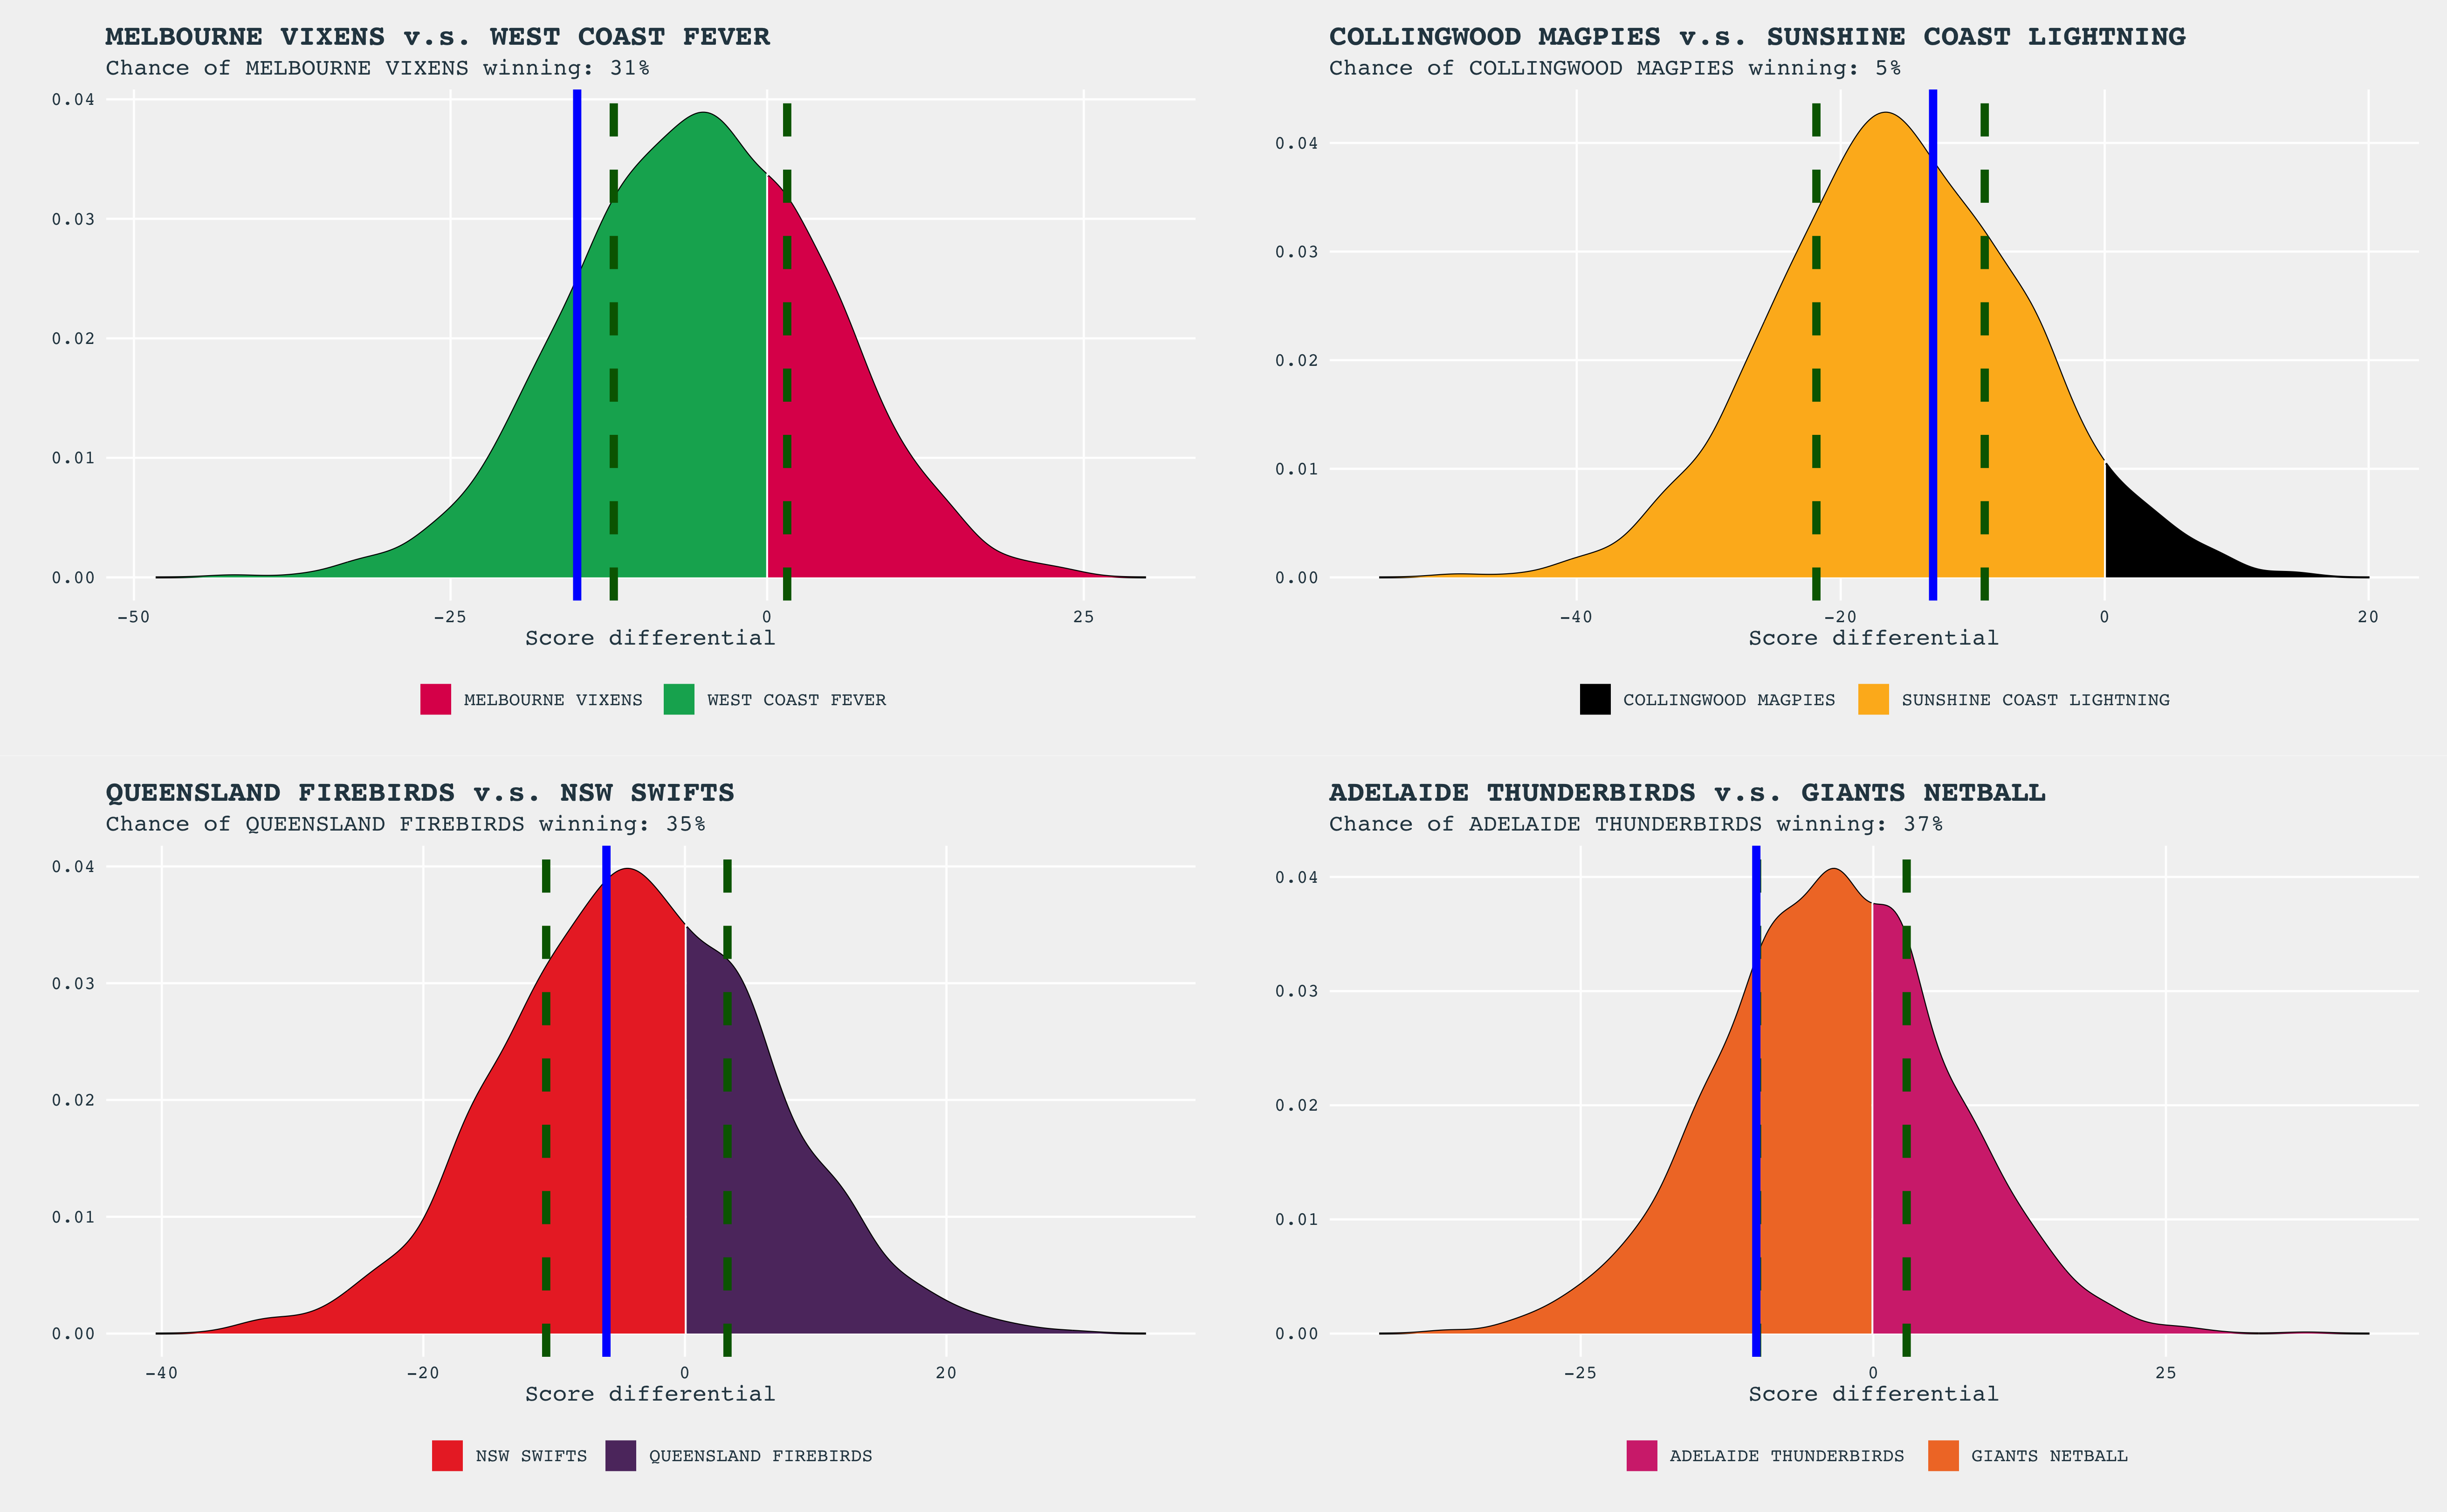 MELBOURNE VIXENS v.s. WEST COAST FEVER
Chance of MELBOURNE VIXENS winning: 31%
0.04
0.03
0.02
0.01
0.00
-50 -25 0 25
Score differential
MELBOURNE VIXENS WEST COAST FEVER
COLLINGWOOD MAGPIES v.s. SUNSHINE COAST LIGHTNING
Chance of COLLINGWOOD MAGPIES winning: 5%
0.04
0.03
0.02
0.01
0.00
-40 -20 0 20
Score differential
COLLINGWOOD MAGPIES SUNSHINE COAST LIGHTNING
QUEENSLAND FIREBIRDS v.s. NSW SWIFTS
Chance of QUEENSLAND FIREBIRDS winning: 35%
0.04
0.03
0.02
0.01
0.00
-40 -20 0 20
Score differential
NSW SWIFTS QUEENSLAND FIREBIRDS
ADELAIDE THUNDERBIRDS v.s. GIANTS NETBALL
Chance of ADELAIDE THUNDERBIRDS winning: 37%
0.04
0.03
0.02
0.01
0.00
-25 0 25
Score differential
ADELAIDE THUNDERBIRDS GIANTS NETBALL